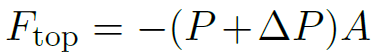 F_top = −(P + ΔP)A